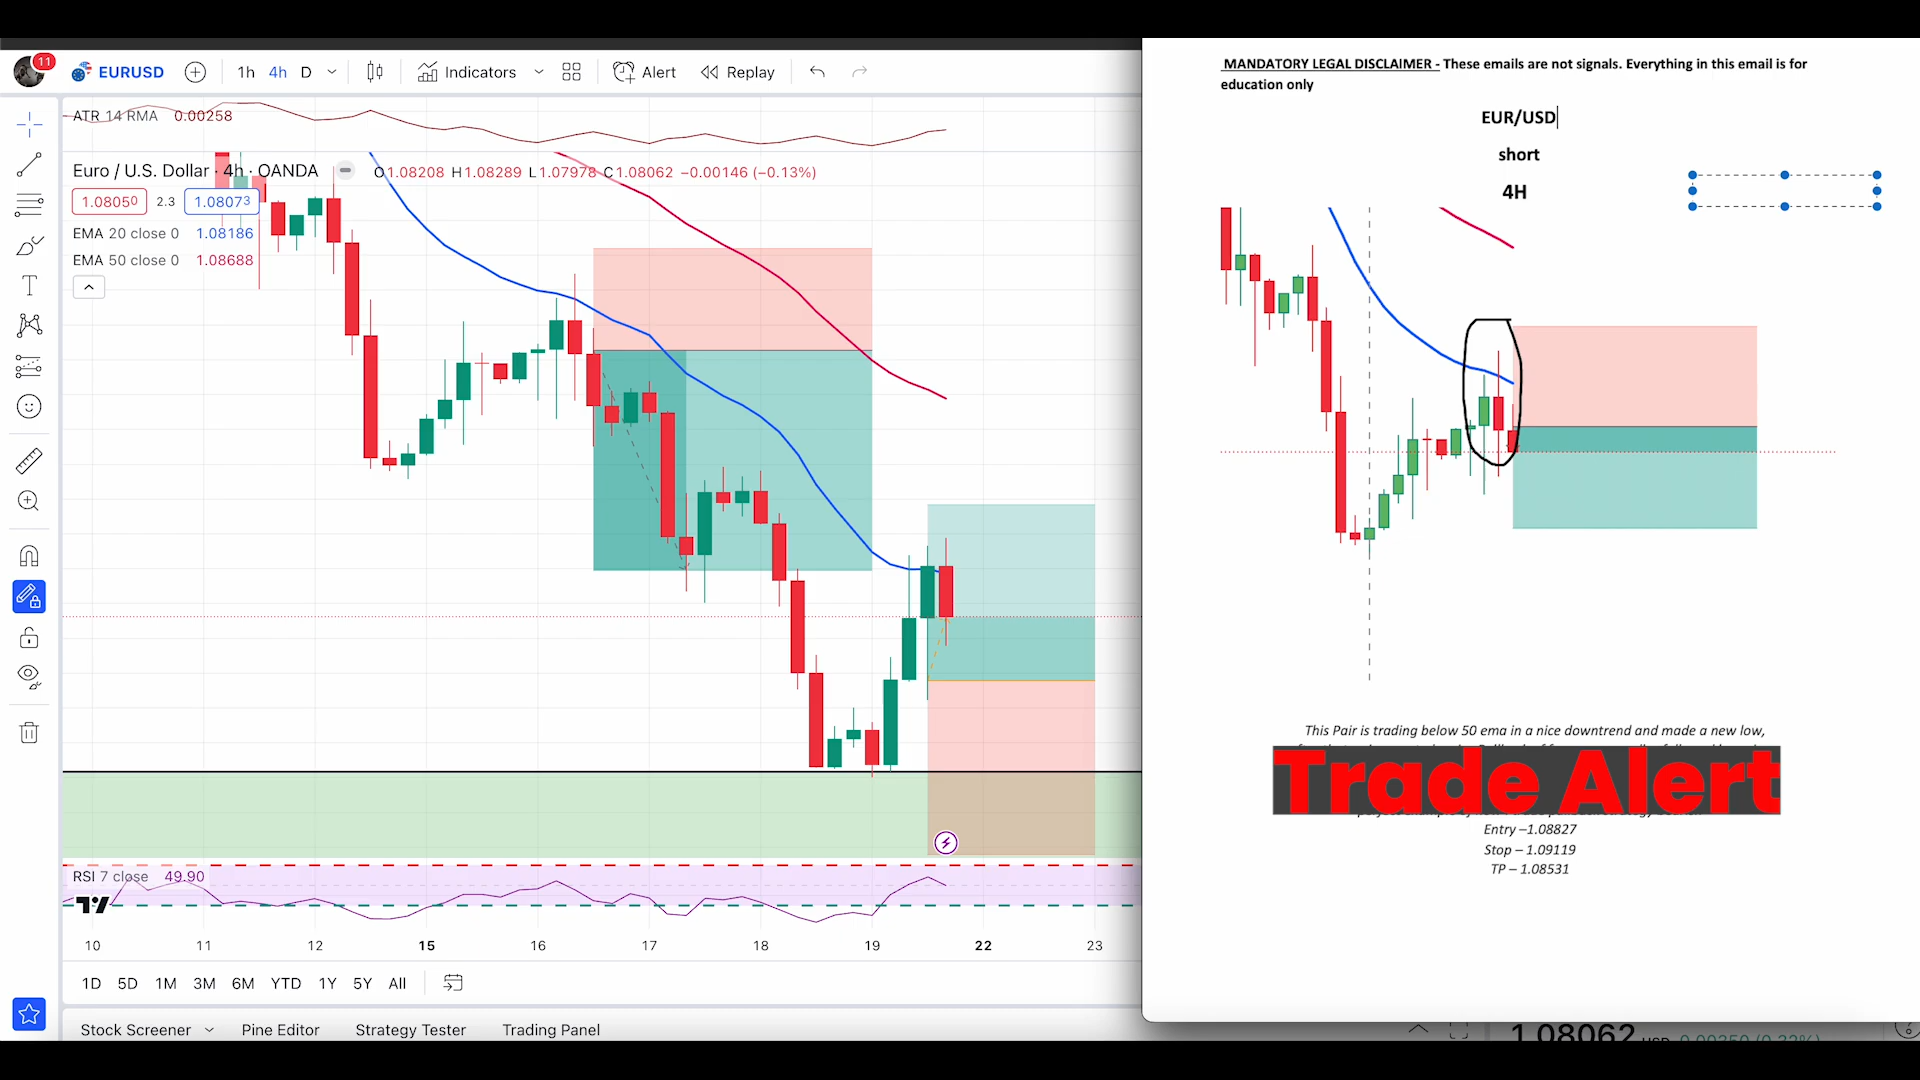 11
EURUSD
1h 4h D
Indicators
Alert
Replay
ATR 14 RMA 0.00258
Euro / U.S. Dollar · 4h · OANDA
O1.08208 H1.08289 L1.07978 C1.08062 −0.00146 (−0.13%)
1.08050 2.3 1.08073
EMA 20 close 0 1.08186
EMA 50 close 0 1.08688
RSI 7 close 49.90
10 11 12 15 16 17 18 19 22 23
1D 5D 1M 3M 6M YTD 1Y 5Y All
Stock Screener Pine Editor Strategy Tester Trading Panel
MANDATORY LEGAL DISCLAIMER - These emails are not signals. Everything in this email is for
education only
EUR/USD
short
4H
This Pair is trading below 50 ema in a nice downtrend and made a new low,
Trade Alert
Entry –1.08827
Stop – 1.09119
TP – 1.08531
1.08062 USD